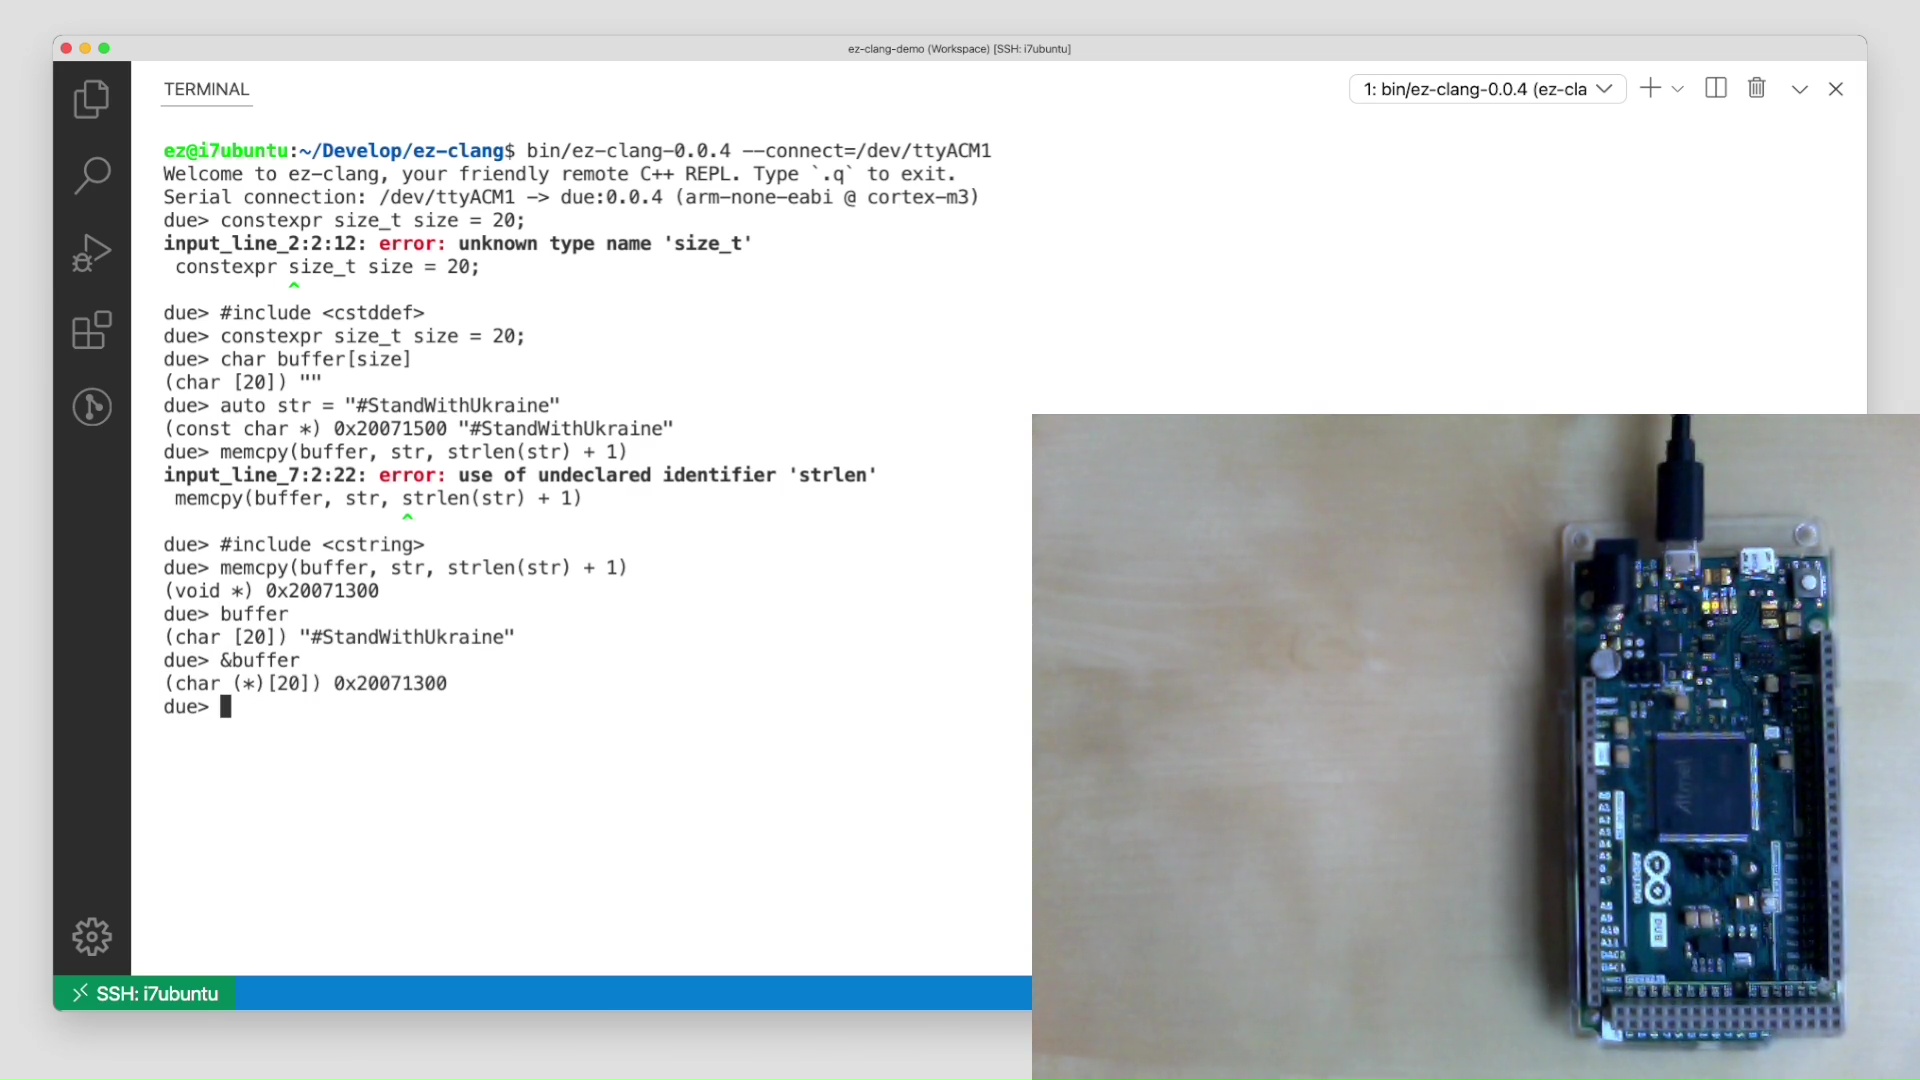 ez-clang-demo (Workspace) [SSH: i7ubuntu]
TERMINAL
1: bin/ez-clang-0.0.4 (ez-cla
ez@i7ubuntu:~/Develop/ez-clang$ bin/ez-clang-0.0.4 --connect=/dev/ttyACM1
Welcome to ez-clang, your friendly remote C++ REPL. Type `.q` to exit.
Serial connection: /dev/ttyACM1 -> due:0.0.4 (arm-none-eabi @ cortex-m3)
due> constexpr size_t size = 20;
input_line_2:2:12: error: unknown type name 'size_t'
constexpr size_t size = 20;
^
due> #include <cstddef>
due> constexpr size_t size = 20;
due> char buffer[size]
(char [20]) ""
due> auto str = "#StandWithUkraine"
(const char *) 0x20071500 "#StandWithUkraine"
due> memcpy(buffer, str, strlen(str) + 1)
input_line_7:2:22: error: use of undeclared identifier 'strlen'
memcpy(buffer, str, strlen(str) + 1)
^
due> #include <cstring>
due> memcpy(buffer, str, strlen(str) + 1)
(void *) 0x20071300
due> buffer
(char [20]) "#StandWithUkraine"
due> &buffer
(char (*)[20]) 0x20071300
due>
SSH: i7ubuntu
Atmel
ARDUINO
DUE